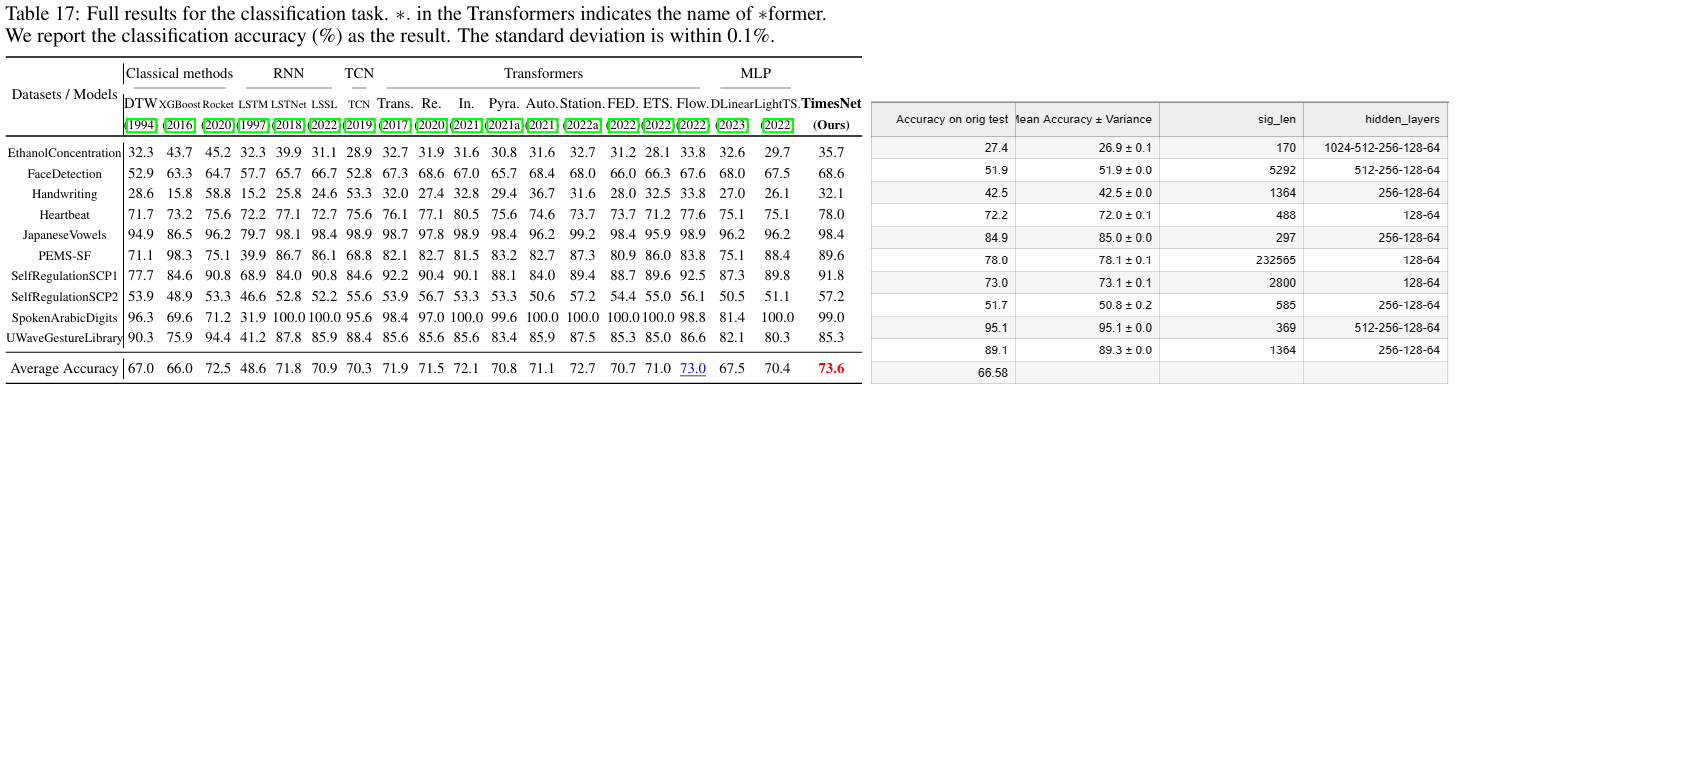 Table 17: Full results for the classification task. ∗. in the Transformers indicates the name of ∗former.
We report the classification accuracy (%) as the result. The standard deviation is within 0.1%.
Datasets / Models
Classical methods RNN TCN Transformers MLP
DTW XGBoost Rocket LSTM LSTNet LSSL TCN Trans. Re. In. Pyra. Auto. Station. FED. ETS. Flow. DLinear LightTS. TimesNet
(1994) (2016) (2020) (1997) (2018) (2022) (2019) (2017) (2020) (2021) (2021a) (2021) (2022a) (2022) (2022) (2022) (2023) (2022) (Ours)
EthanolConcentration 32.3 43.7 45.2 32.3 39.9 31.1 28.9 32.7 31.9 31.6 30.8 31.6 32.7 31.2 28.1 33.8 32.6 29.7 35.7
FaceDetection 52.9 63.3 64.7 57.7 65.7 66.7 52.8 67.3 68.6 67.0 65.7 68.4 68.0 66.0 66.3 67.6 68.0 67.5 68.6
Handwriting 28.6 15.8 58.8 15.2 25.8 24.6 53.3 32.0 27.4 32.8 29.4 36.7 31.6 28.0 32.5 33.8 27.0 26.1 32.1
Heartbeat 71.7 73.2 75.6 72.2 77.1 72.7 75.6 76.1 77.1 80.5 75.6 74.6 73.7 73.7 71.2 77.6 75.1 75.1 78.0
JapaneseVowels 94.9 86.5 96.2 79.7 98.1 98.4 98.9 98.7 97.8 98.9 98.4 96.2 99.2 98.4 95.9 98.9 96.2 96.2 98.4
PEMS-SF 71.1 98.3 75.1 39.9 86.7 86.1 68.8 82.1 82.7 81.5 83.2 82.7 87.3 80.9 86.0 83.8 75.1 88.4 89.6
SelfRegulationSCP1 77.7 84.6 90.8 68.9 84.0 90.8 84.6 92.2 90.4 90.1 88.1 84.0 89.4 88.7 89.6 92.5 87.3 89.8 91.8
SelfRegulationSCP2 53.9 48.9 53.3 46.6 52.8 52.2 55.6 53.9 56.7 53.3 53.3 50.6 57.2 54.4 55.0 56.1 50.5 51.1 57.2
SpokenArabicDigits 96.3 69.6 71.2 31.9 100.0 100.0 95.6 98.4 97.0 100.0 99.6 100.0 100.0 100.0 100.0 98.8 81.4 100.0 99.0
UWaveGestureLibrary 90.3 75.9 94.4 41.2 87.8 85.9 88.4 85.6 85.6 85.6 83.4 85.9 87.5 85.3 85.0 86.6 82.1 80.3 85.3
Average Accuracy 67.0 66.0 72.5 48.6 71.8 70.9 70.3 71.9 71.5 72.1 70.8 71.1 72.7 70.7 71.0 73.0 67.5 70.4 73.6
Accuracy on orig test Mean Accuracy ± Variance sig_len hidden_layers
27.4 26.9 ± 0.1 170 1024-512-256-128-64
51.9 51.9 ± 0.0 5292 512-256-128-64
42.5 42.5 ± 0.0 1364 256-128-64
72.2 72.0 ± 0.1 488 128-64
84.9 85.0 ± 0.0 297 256-128-64
78.0 78.1 ± 0.1 232565 128-64
73.0 73.1 ± 0.1 2800 128-64
51.7 50.8 ± 0.2 585 256-128-64
95.1 95.1 ± 0.0 369 512-256-128-64
89.1 89.3 ± 0.0 1364 256-128-64
66.58